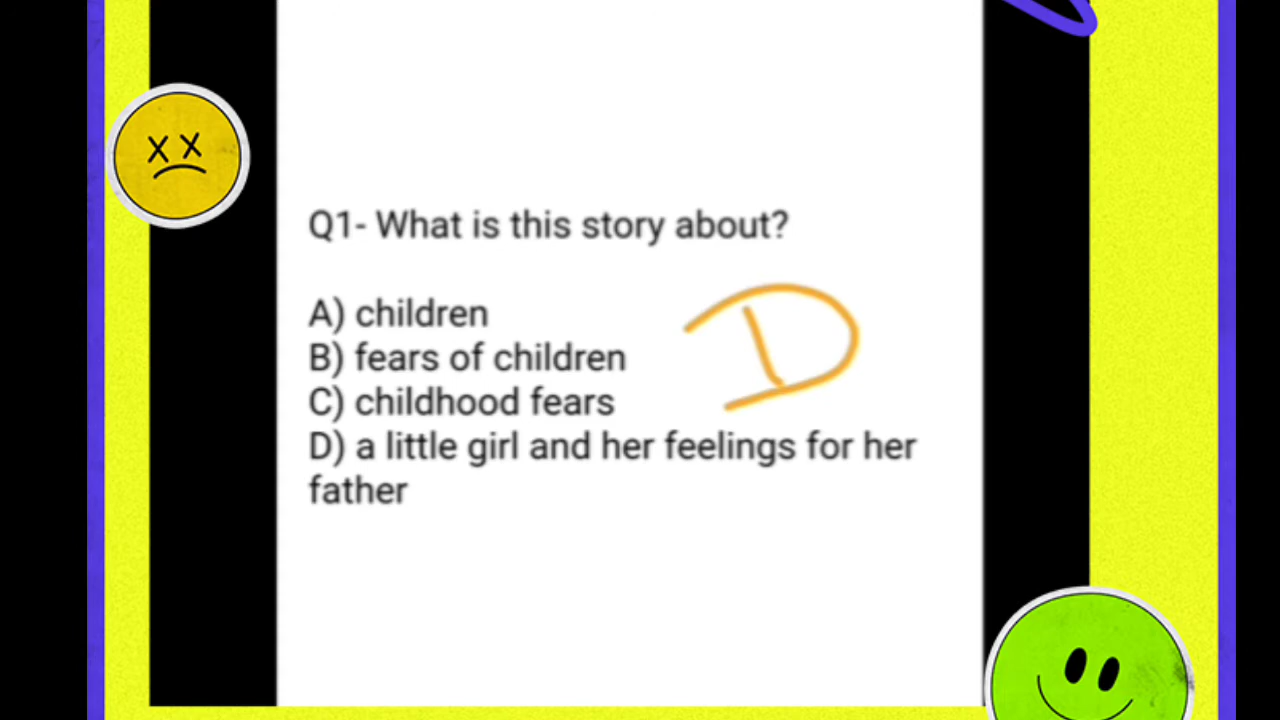 Q1- What is this story about?
A) children
B) fears of children
D
C) childhood fears
D) a little girl and her feelings for her
father